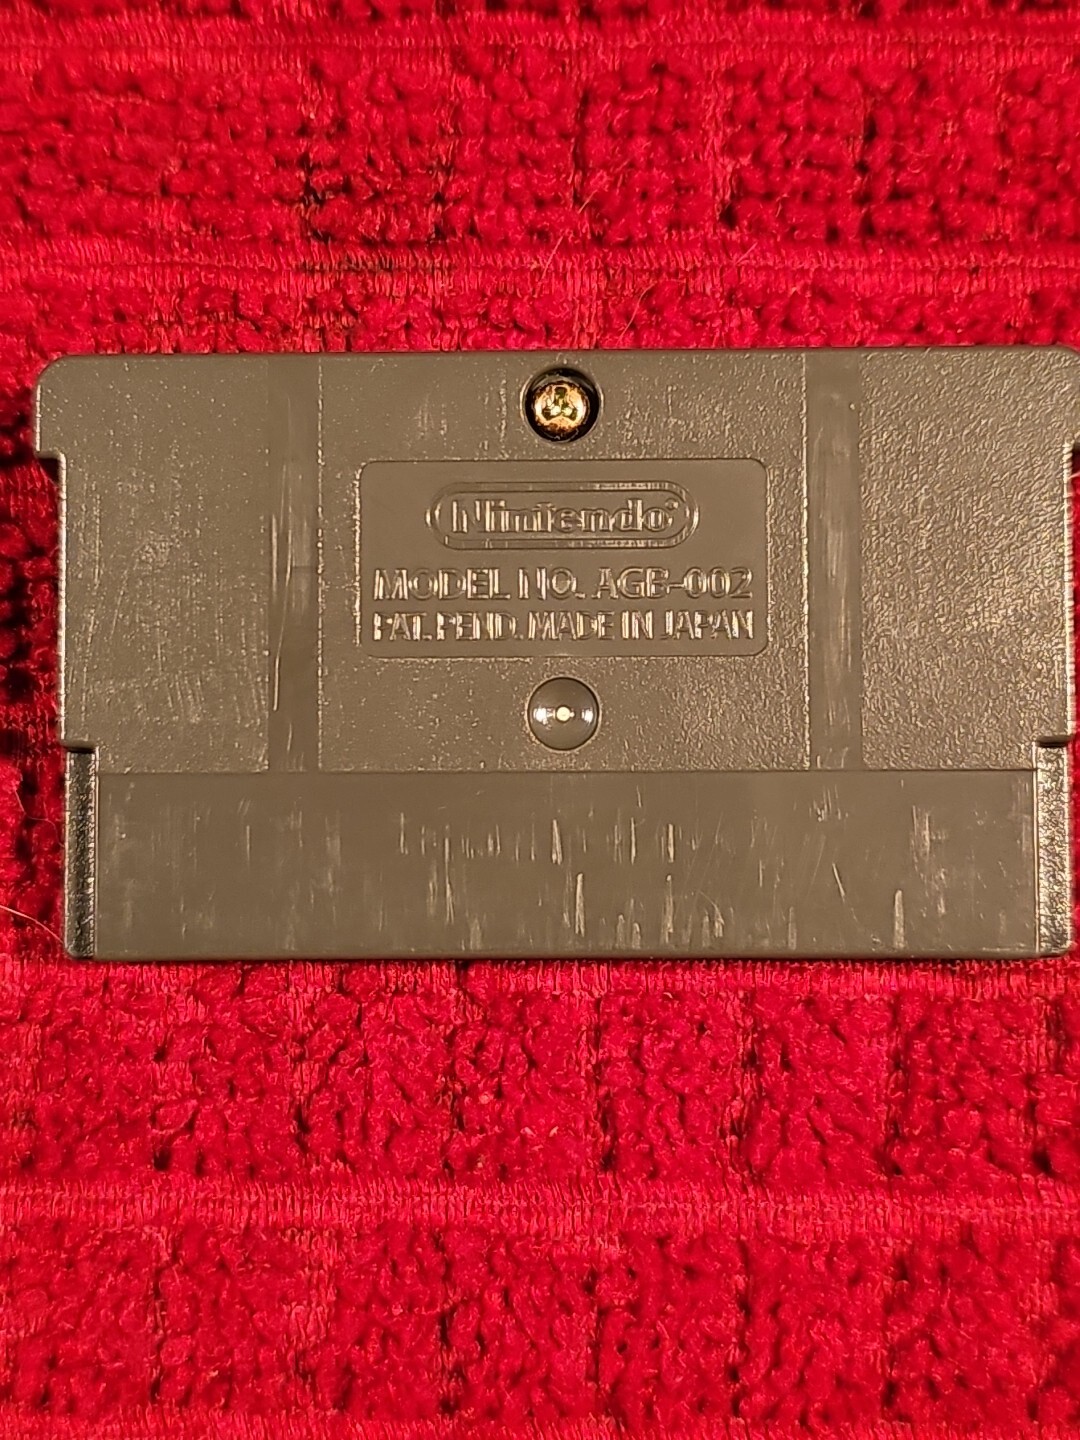 Nintendo®
MODEL NO. AGB-002
PAT. PEND. MADE IN JAPAN